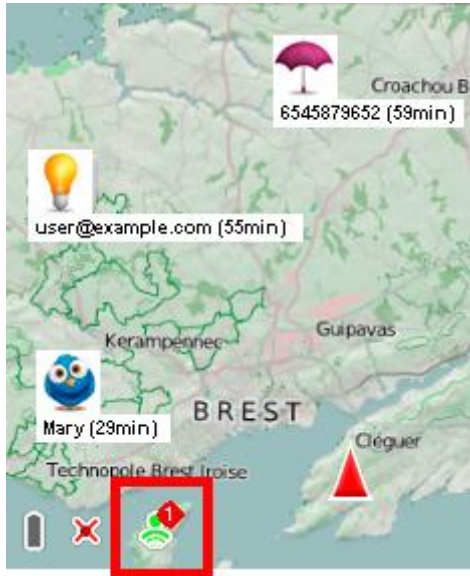 Croachou B
6545879652 (59min)
user@example.com (55min)
Guipavas
Kerampennec
BREST
Mary (29min)
Cléguer
Technopole Brest Iroise
1